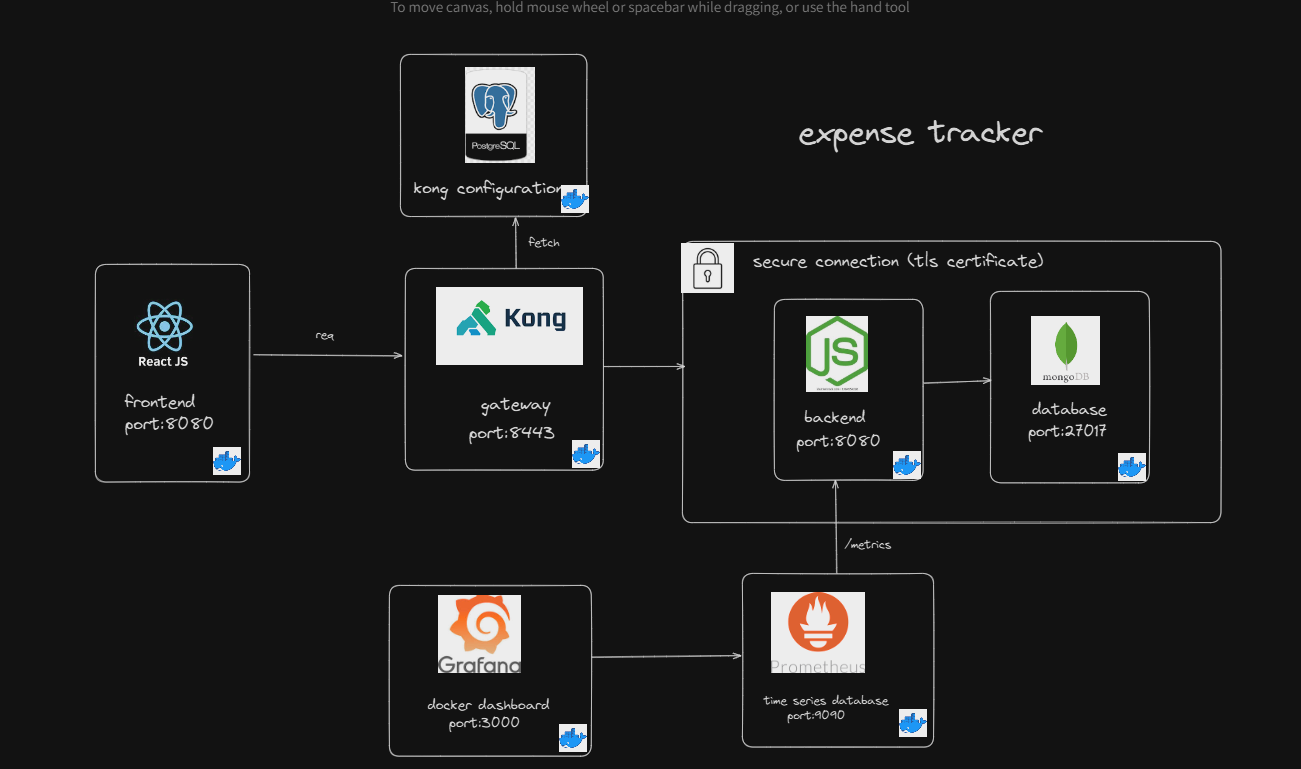 To move canvas, hold mouse wheel or spacebar while dragging, or use the hand tool
PostgreSQL
kong configuration
expense tracker
fetch
secure connection (tls certificate)
React JS
frontend
port:8080
req
Kong
gateway
port:8443
JS
backend
port:8080
mongoDB
database
port:27017
/metrics
Grafana
docker dashboard
port:3000
Prometheus
time series database
port:9090